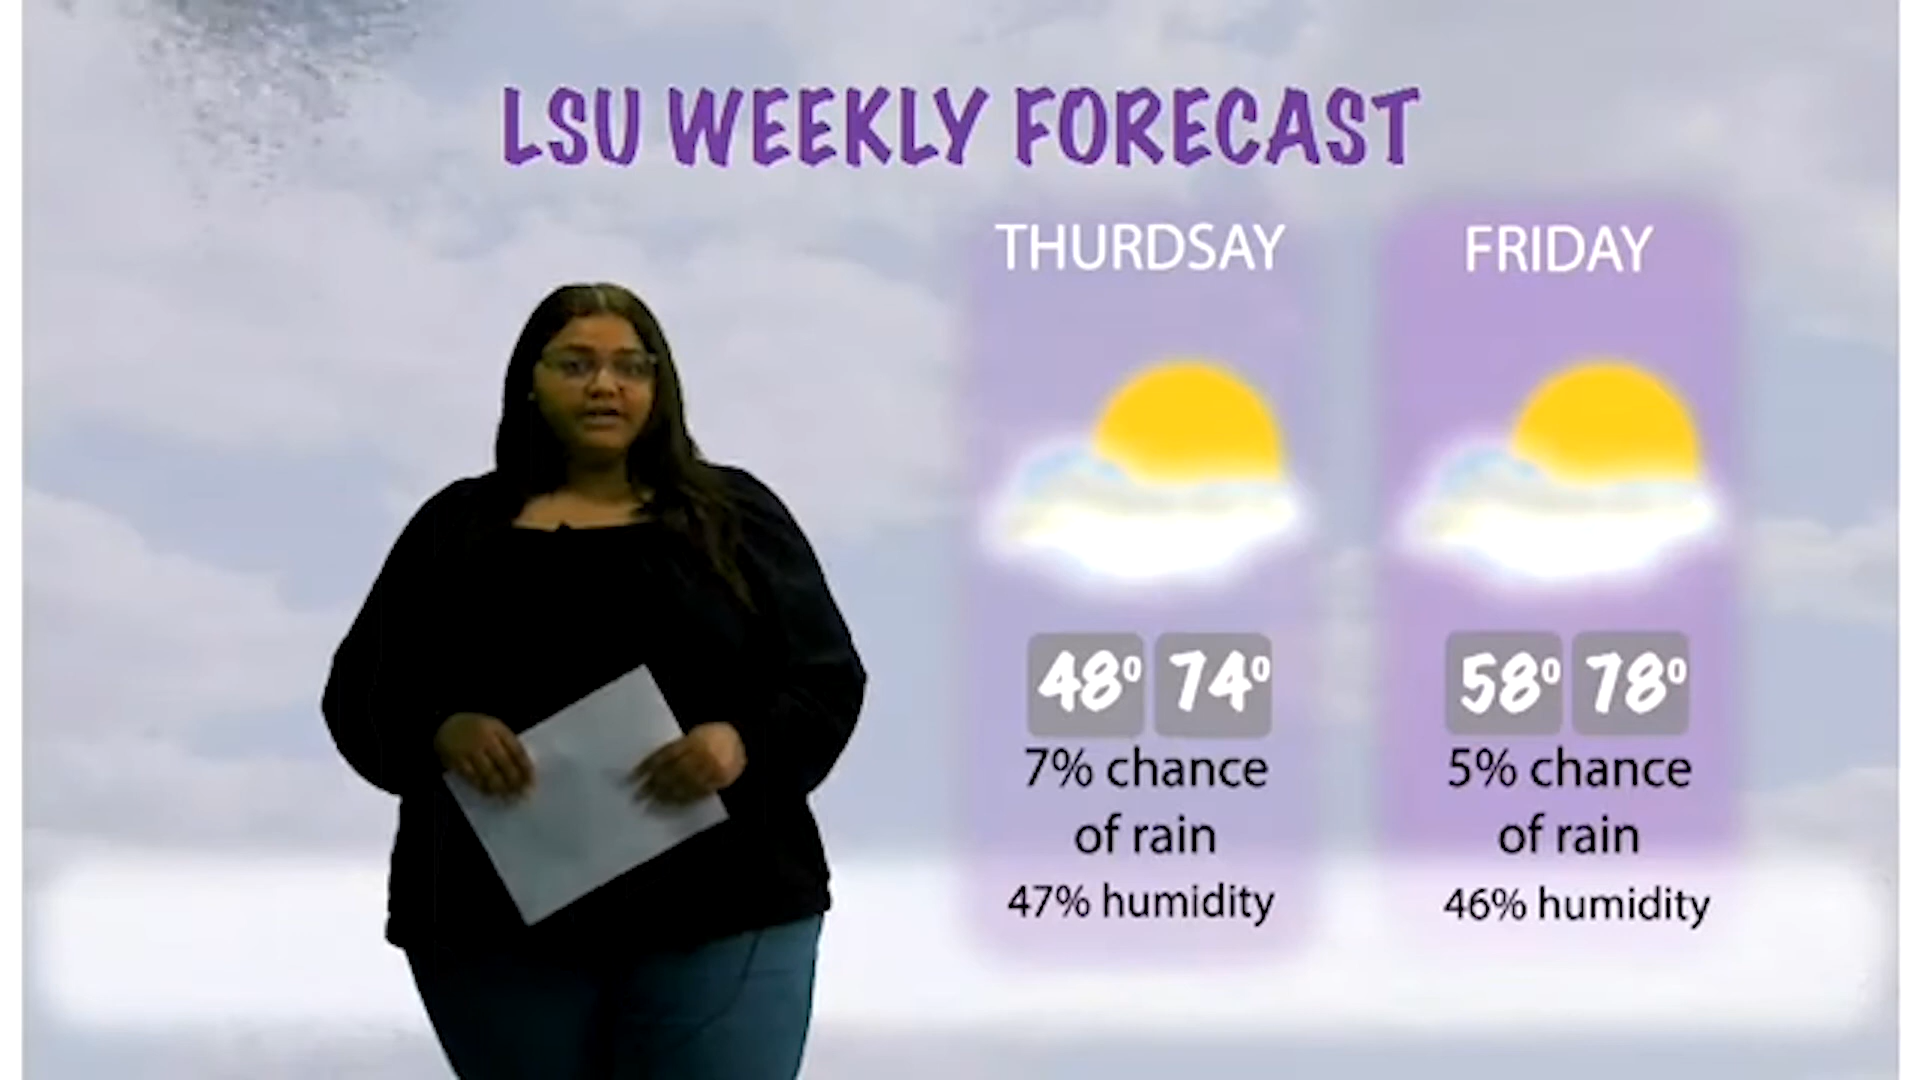 LSU WEEKLY FORECAST
THURDSAY
48° 74°
7% chance
of rain
47% humidity
FRIDAY
58° 78°
5% chance
of rain
46% humidity